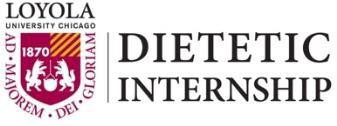 LOYOLA
UNIVERSITY CHICAGO
1870
AD • MAJOREM • DEI • GLORIAM
DIETETIC
INTERNSHIP